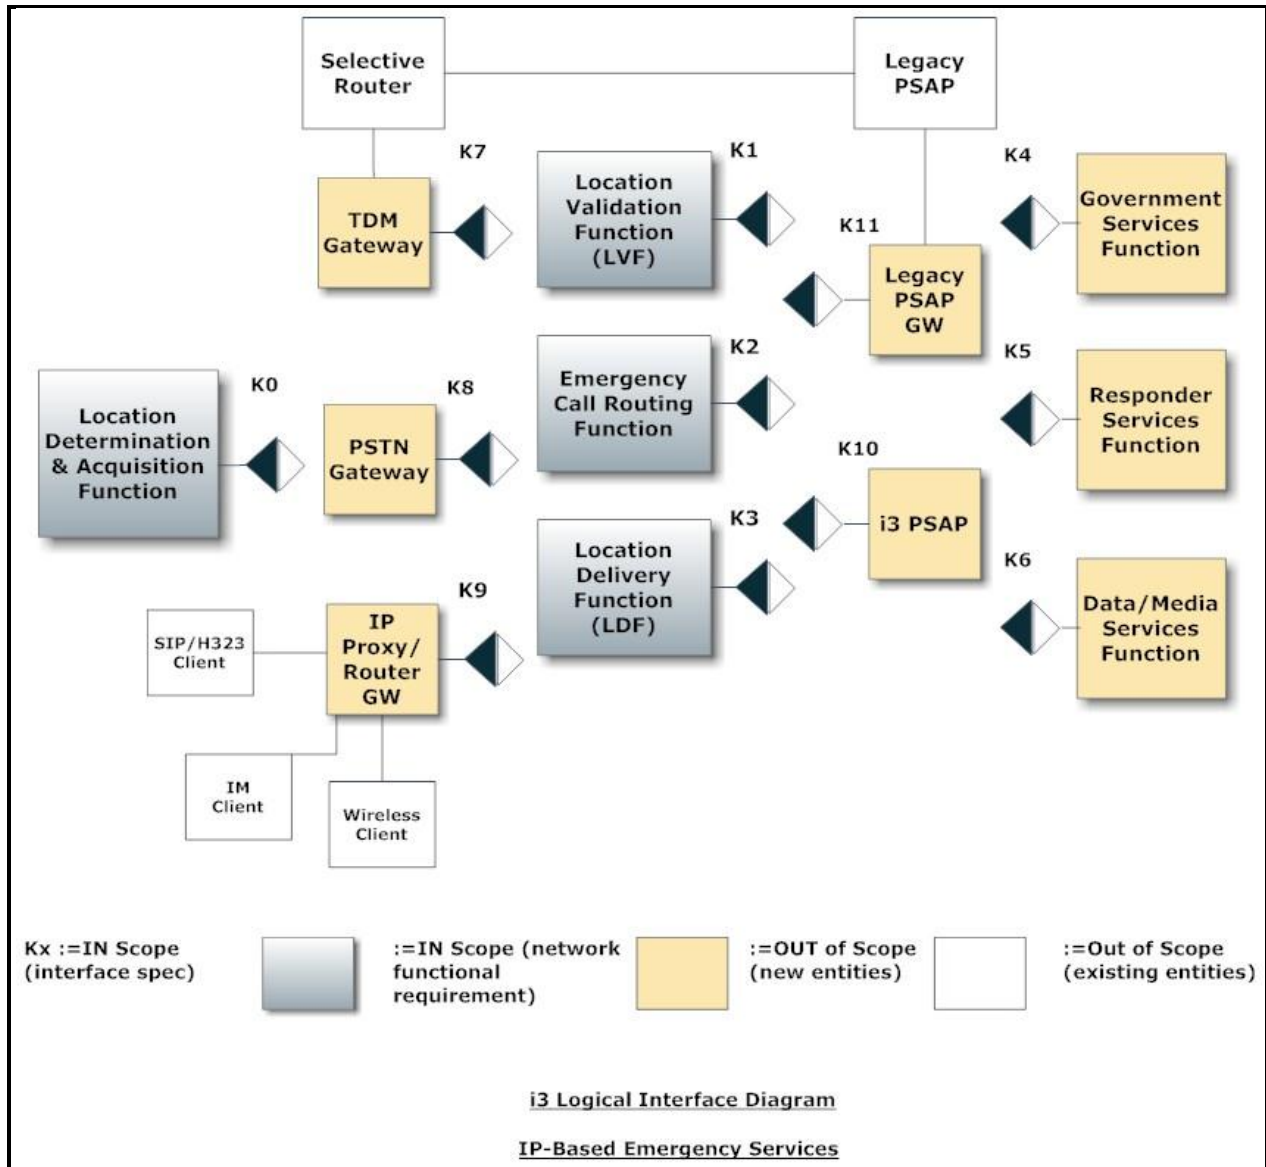 Selective
Router
Legacy
PSAP
K7
K1
K4
TDM
Gateway
Location
Validation
Function
(LVF)
K11
Government
Services
Function
Legacy
PSAP
GW
K0
K8
K2
K5
Location
Determination
& Acquisition
Function
PSTN
Gateway
Emergency
Call Routing
Function
Responder
Services
Function
K10
K9
K3
i3 PSAP
K6
SIP/H323
Client
IP
Proxy/
Router
GW
Location
Delivery
Function
(LDF)
Data/Media
Services
Function
IM
Client
Wireless
Client
Kx :=IN Scope
(interface spec)
:=IN Scope (network
functional
requirement)
:=OUT of Scope
(new entities)
:=Out of Scope
(existing entities)
i3 Logical Interface Diagram
IP-Based Emergency Services